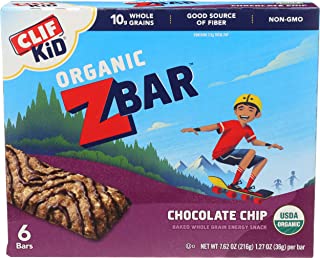 CLIF
KiD
10g WHOLE
GRAINS
GOOD SOURCE
OF FIBER
NON-GMO
ORGANIC
ZBAR™
CHOCOLATE CHIP
BAKED WHOLE GRAIN ENERGY SNACK
USDA
ORGANIC
6
Bars
NET WT 7.62 OZ (216g) 1.27 OZ (36g) per bar